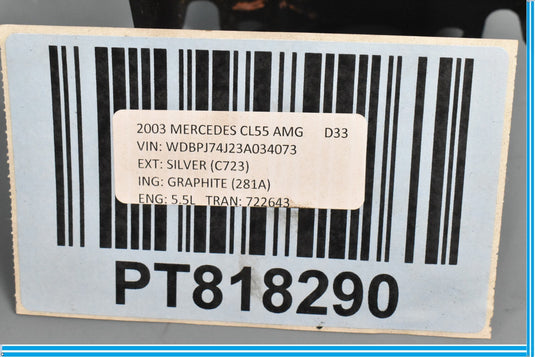 2003 MERCEDES CL55 AMG D33
VIN: WDBPJ74J23A034073
EXT: SILVER (C723)
ING: GRAPHITE (281A)
ENG: 5.5L TRAN: 722643
PT818290